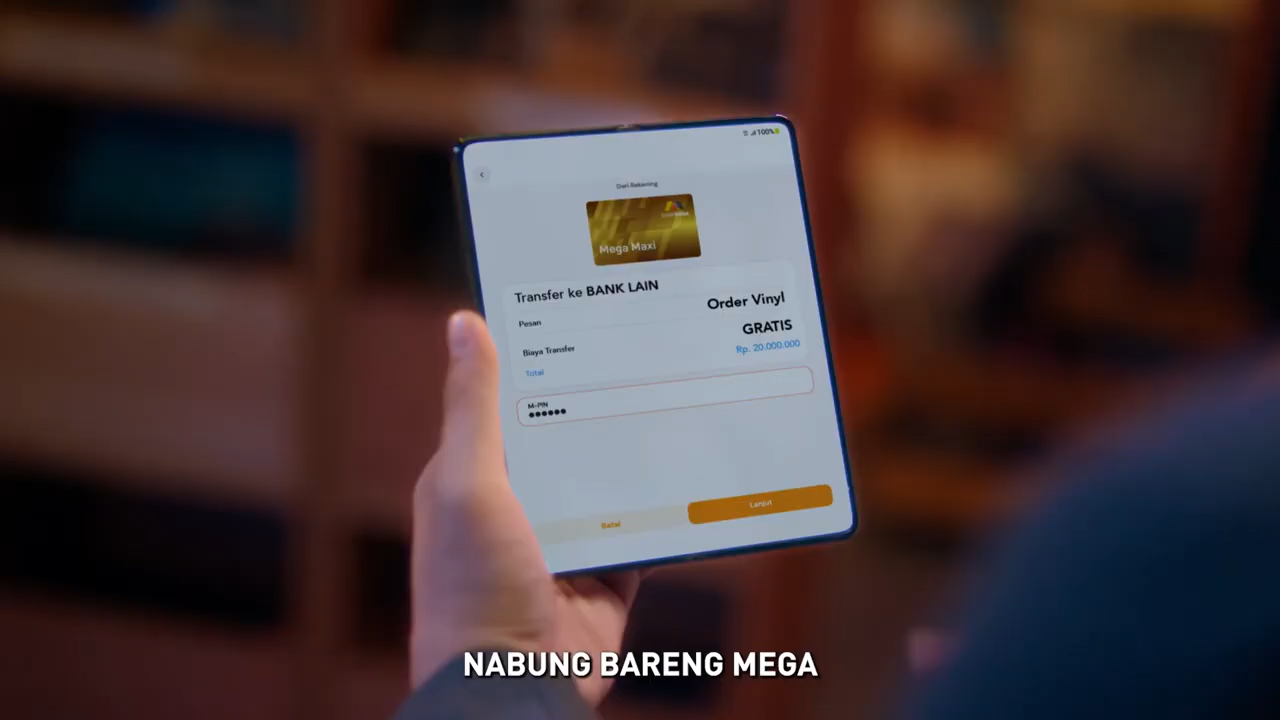 100%
Dari Rekening
Mega Maxi
Transfer ke BANK LAIN
Pesan
Order Vinyl
Biaya Transfer
GRATIS
Total
Rp. 20.000.000
M-PIN
Batal
Lanjut
NABUNG BARENG MEGA